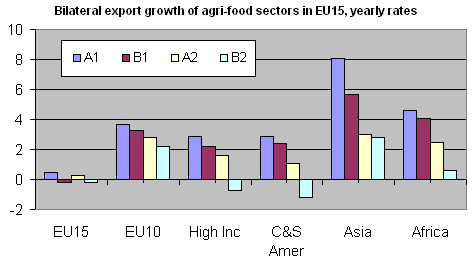 Bilateral export growth of agri-food sectors in EU15, yearly rates
10
A1 B1 A2 B2
8
6
4
2
0
-2
EU15 EU10 High Inc C&S Asia Africa
Amer